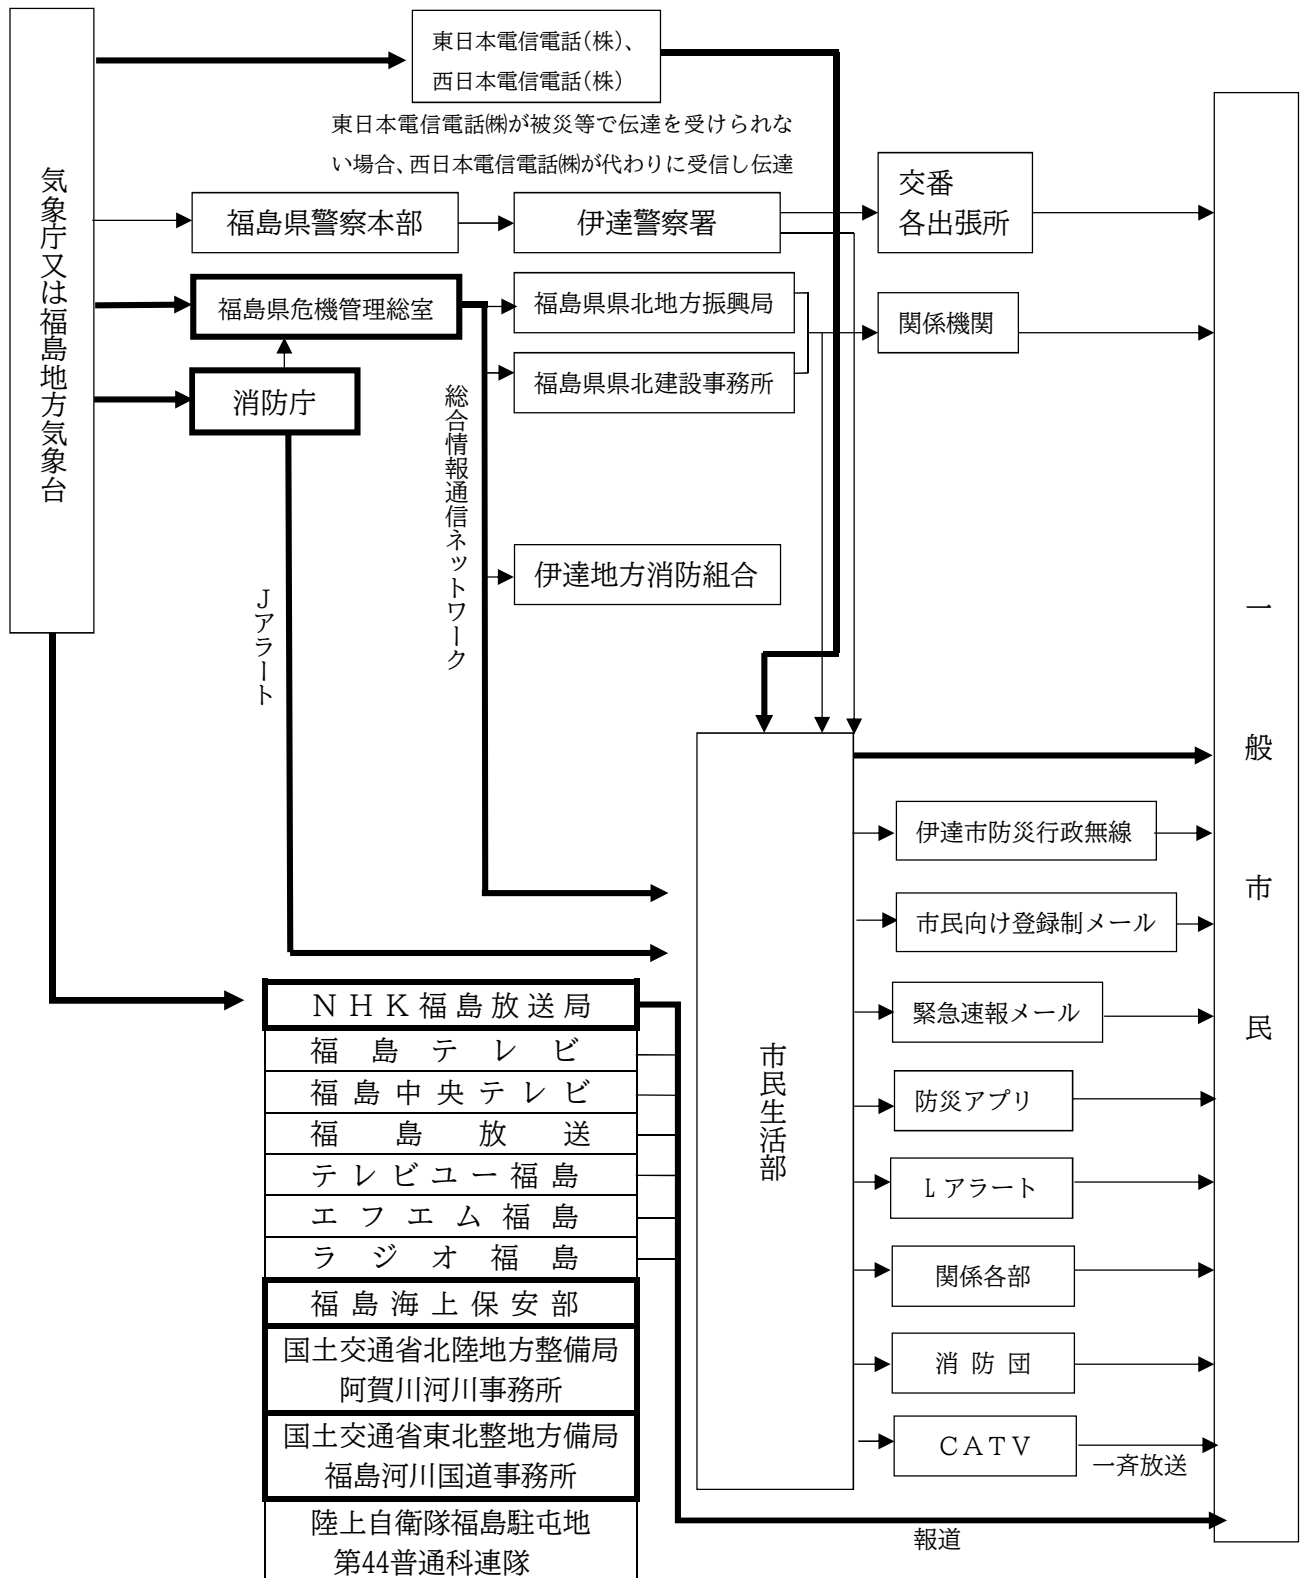 東日本電信電話(株)、
西日本電信電話(株)
東日本電信電話㈱が被災等で伝達を受けられな
い場合、西日本電信電話㈱が代わりに受信し伝達
気象庁又は福島地方気象台
福島県警察本部
伊達警察署
交番
各出張所
福島県危機管理総室
福島県県北地方振興局
関係機関
消防庁
福島県県北建設事務所
総合情報通信ネットワーク
伊達地方消防組合
Jアラート
一般市民
市民生活部
伊達市防災行政無線
市民向け登録制メール
緊急速報メール
防災アプリ
Lアラート
関係各部
消防団
CATV
一斉放送
NHK福島放送局
福島テレビ
福島中央テレビ
福島放送
テレビユー福島
エフエム福島
ラジオ福島
福島海上保安部
国土交通省北陸地方整備局
阿賀川河川事務所
国土交通省東北整地方備局
福島河川国道事務所
陸上自衛隊福島駐屯地
第44普通科連隊
報道